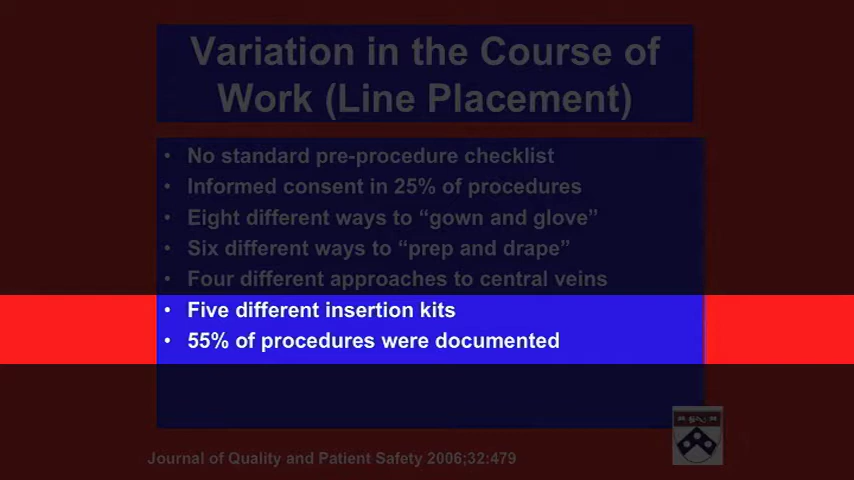 Variation in the Course of
Work (Line Placement)
• No standard pre-procedure checklist
• Informed consent in 25% of procedures
• Eight different ways to “gown and glove”
• Six different ways to “prep and drape”
• Four different approaches to central veins
• Five different insertion kits
• 55% of procedures were documented
Journal of Quality and Patient Safety 2006;32:479